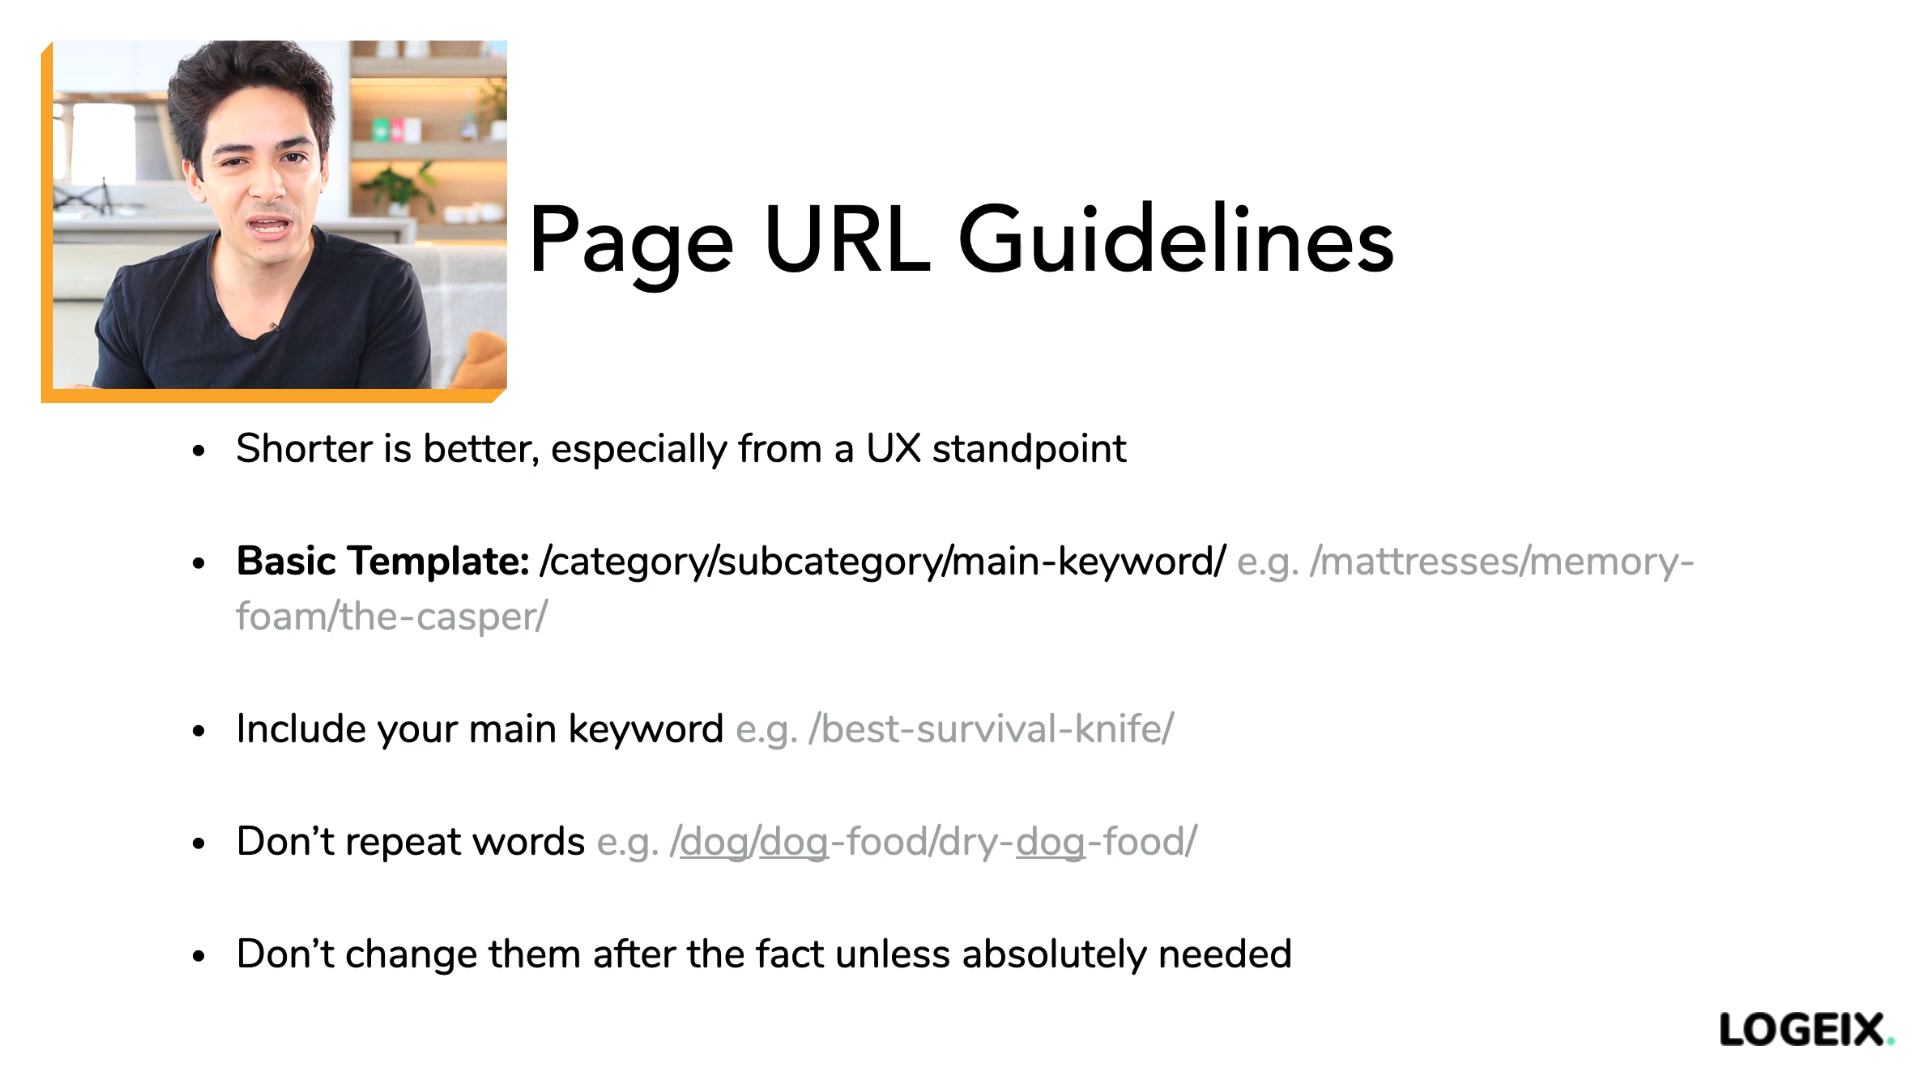 Page URL Guidelines
• Shorter is better, especially from a UX standpoint
• Basic Template: /category/subcategory/main-keyword/ e.g. /mattresses/memory-
foam/the-casper/
• Include your main keyword e.g. /best-survival-knife/
• Don’t repeat words e.g. /dog/dog-food/dry-dog-food/
• Don’t change them after the fact unless absolutely needed
LOGEIX.